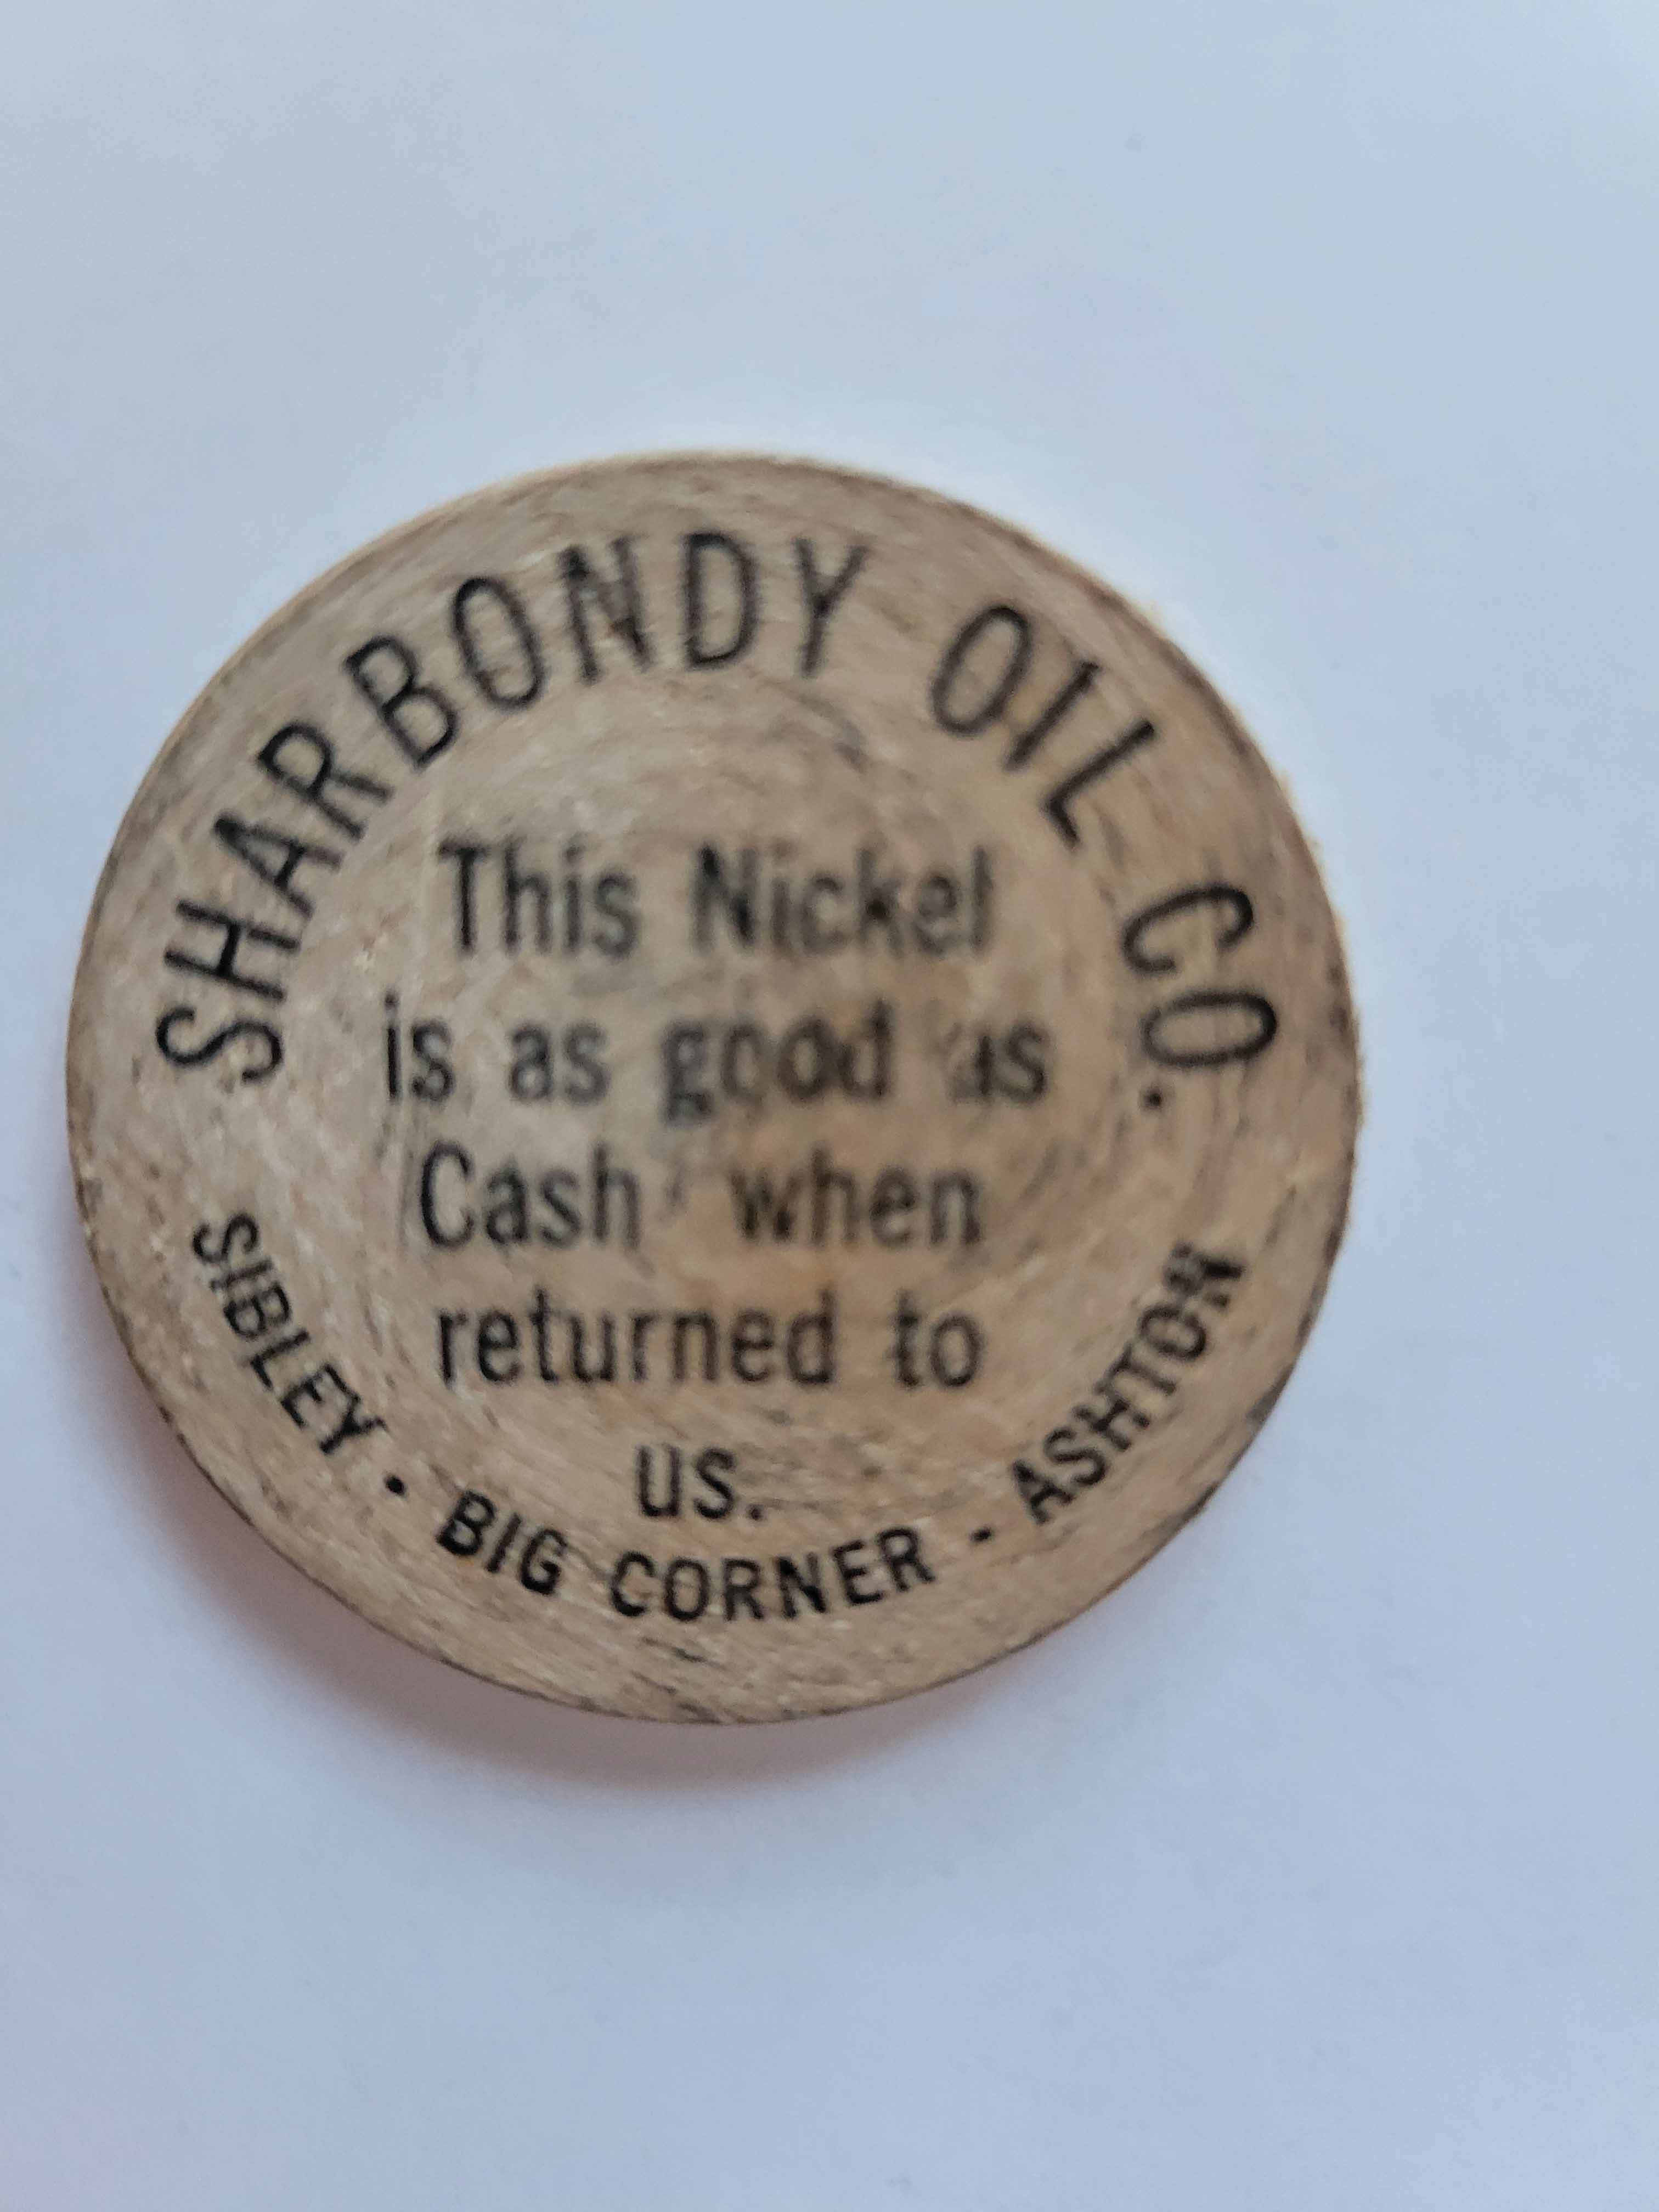 SHARBONDY OIL CO.
This Nickel
is as good as
Cash when
returned to
us.
SIBLEY - BIG CORNER - ASHTON